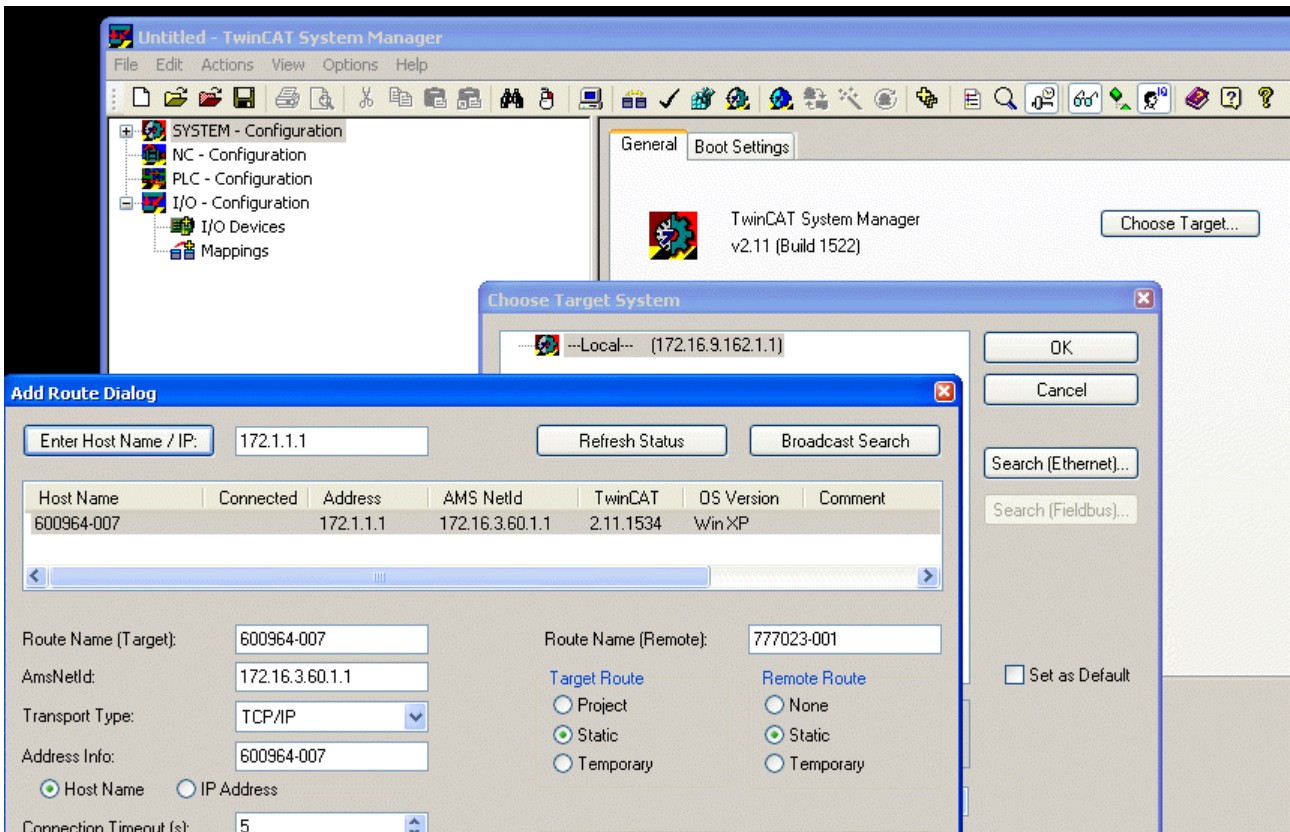 Untitled - TwinCAT System Manager
File Edit Actions View Options Help
SYSTEM - Configuration
NC - Configuration
PLC - Configuration
I/O - Configuration
I/O Devices
Mappings
General Boot Settings
TwinCAT System Manager
v2.11 (Build 1522)
Choose Target...
Choose Target System
---Local--- (172.16.9.162.1.1)
OK
Cancel
Search (Ethernet)...
Search (Fieldbus)...
Set as Default
Add Route Dialog
Enter Host Name / IP: 172.1.1.1 Refresh Status Broadcast Search
Host Name Connected Address AMS NetId TwinCAT OS Version Comment
600964-007 172.1.1.1 172.16.3.60.1.1 2.11.1534 Win XP
Route Name (Target): 600964-007 Route Name (Remote): 777023-001
AmsNetId: 172.16.3.60.1.1 Target Route Remote Route
Project None
Transport Type: TCP/IP Static Static
Address Info: 600964-007 Temporary Temporary
Host Name IP Address
Connection Timeout (s): 5